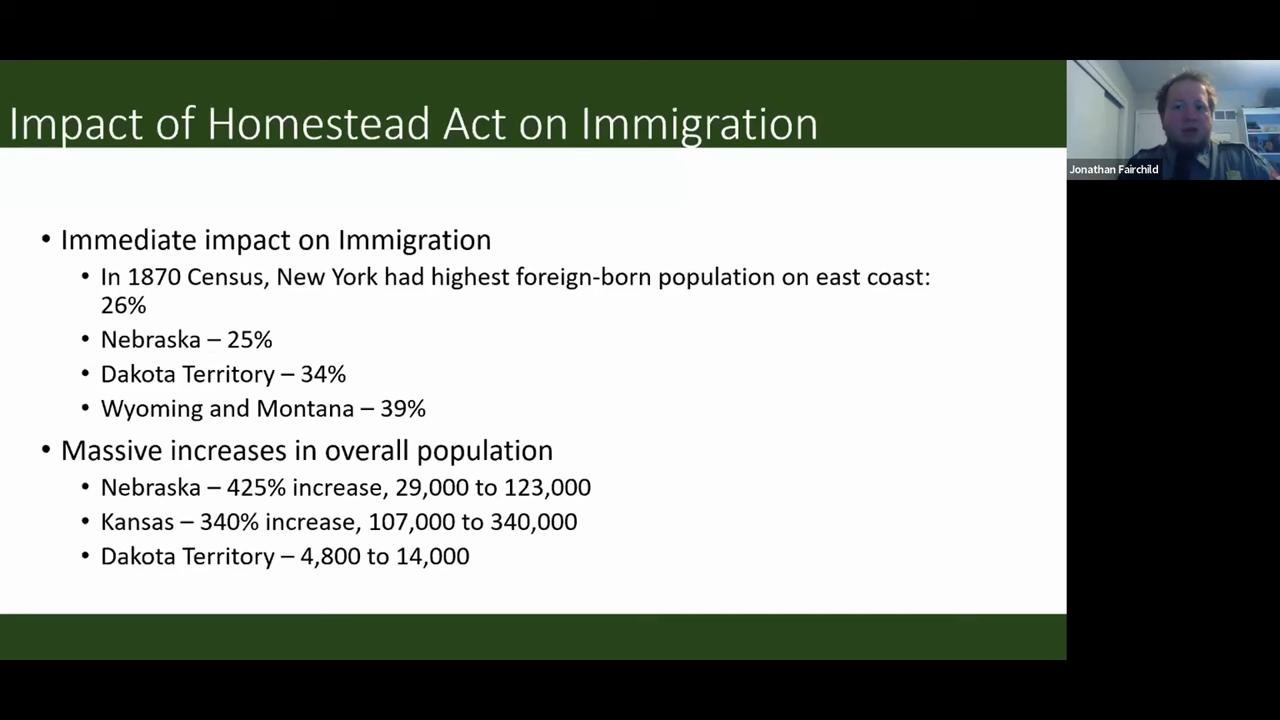 Impact of Homestead Act on Immigration
Jonathan Fairchild
• Immediate impact on Immigration
• In 1870 Census, New York had highest foreign-born population on east coast:
26%
• Nebraska – 25%
• Dakota Territory – 34%
• Wyoming and Montana – 39%
• Massive increases in overall population
• Nebraska – 425% increase, 29,000 to 123,000
• Kansas – 340% increase, 107,000 to 340,000
• Dakota Territory – 4,800 to 14,000